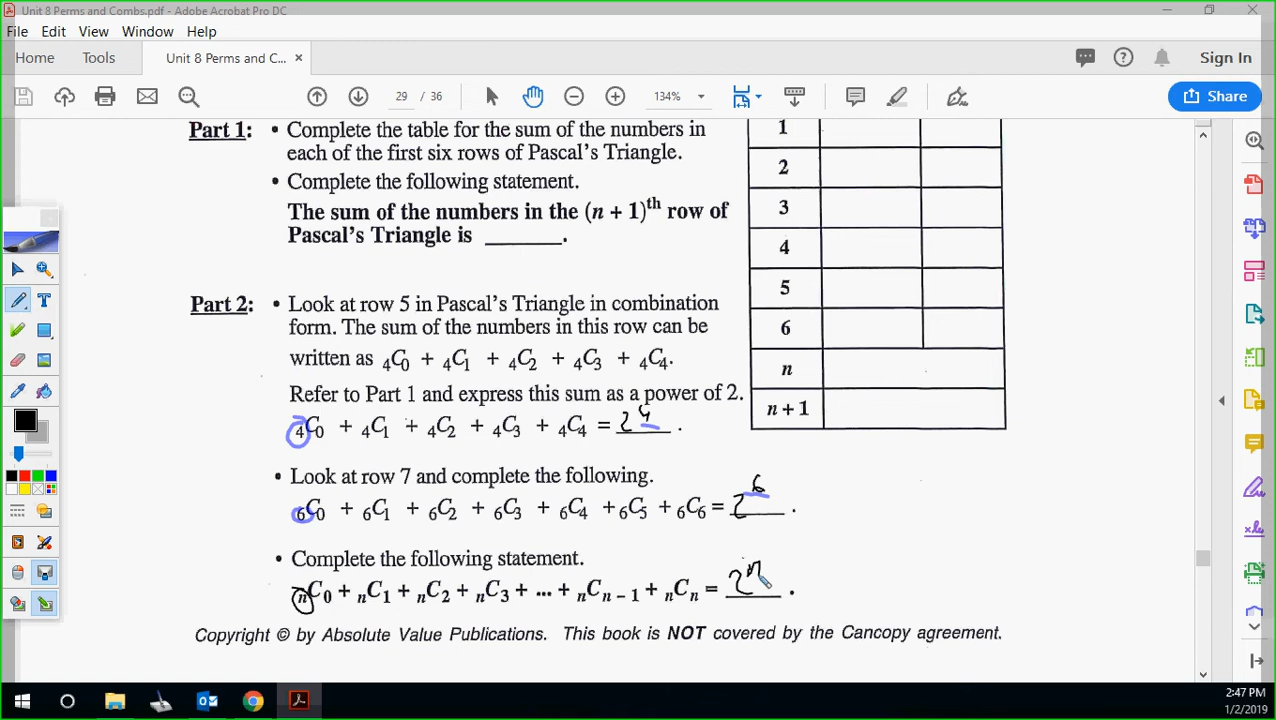 Unit 8 Perms and Combs.pdf - Adobe Acrobat Pro DC
File Edit View Window Help
Home Tools Unit 8 Perms and C... × Sign In
29 / 36 134% Share
Part 1: • Complete the table for the sum of the numbers in
each of the first six rows of Pascal's Triangle.
• Complete the following statement.
The sum of the numbers in the (n + 1)th row of
Pascal's Triangle is _______.
1
2
3
4
5
6
n
n + 1
Part 2: • Look at row 5 in Pascal's Triangle in combination
form. The sum of the numbers in this row can be
written as ₄C₀ + ₄C₁ + ₄C₂ + ₄C₃ + ₄C₄.
Refer to Part 1 and express this sum as a power of 2.
₄C₀ + ₄C₁ + ₄C₂ + ₄C₃ + ₄C₄ = 2⁴ .
• Look at row 7 and complete the following.
₆C₀ + ₆C₁ + ₆C₂ + ₆C₃ + ₆C₄ + ₆C₅ + ₆C₆ = 2⁶ .
• Complete the following statement.
ₙC₀ + ₙC₁ + ₙC₂ + ₙC₃ + ... + ₙCₙ₋₁ + ₙCₙ = 2ⁿ .
Copyright © by Absolute Value Publications. This book is NOT covered by the Cancopy agreement.
2:47 PM
1/2/2019